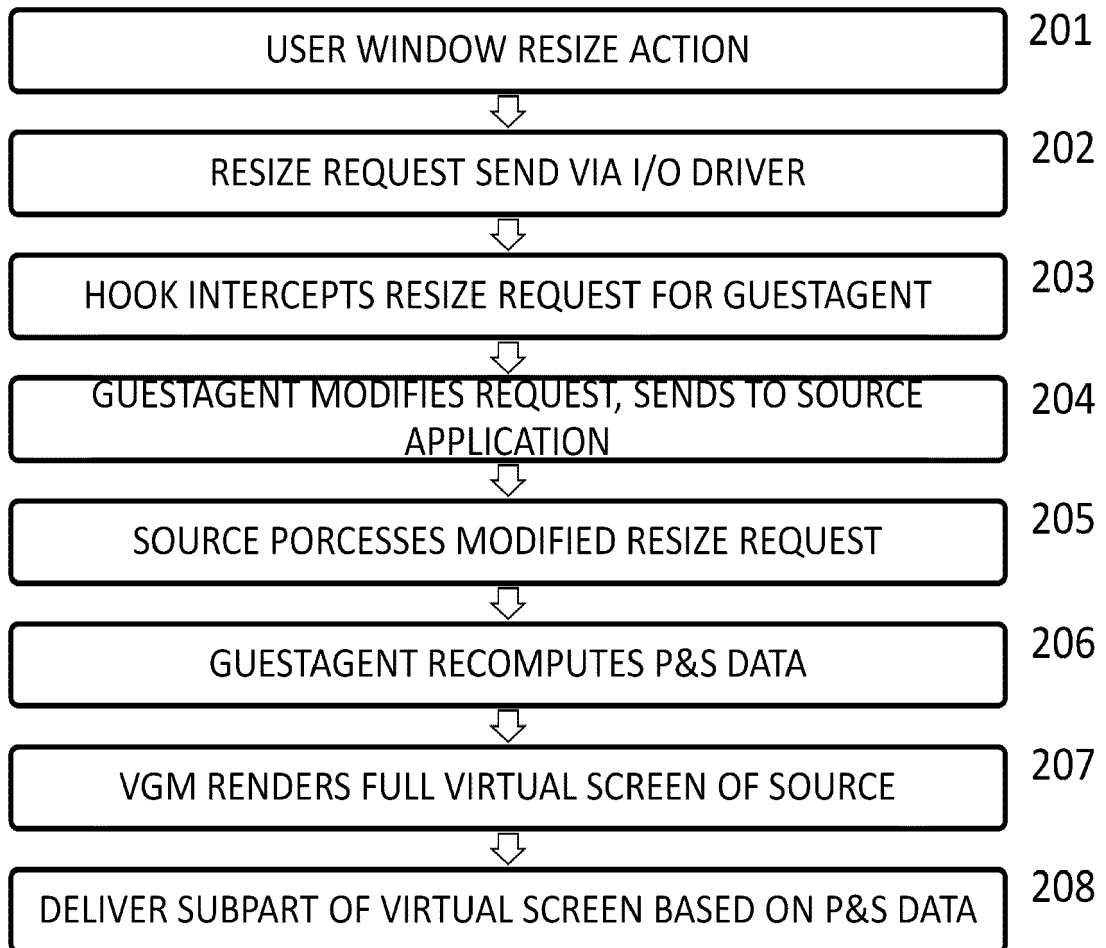 USER WINDOW RESIZE ACTION 201
RESIZE REQUEST SEND VIA I/O DRIVER 202
HOOK INTERCEPTS RESIZE REQUEST FOR GUESTAGENT 203
GUESTAGENT MODIFIES REQUEST, SENDS TO SOURCE 204
APPLICATION
SOURCE PORCESSES MODIFIED RESIZE REQUEST 205
GUESTAGENT RECOMPUTES P&S DATA 206
VGM RENDERS FULL VIRTUAL SCREEN OF SOURCE 207
DELIVER SUBPART OF VIRTUAL SCREEN BASED ON P&S DATA 208